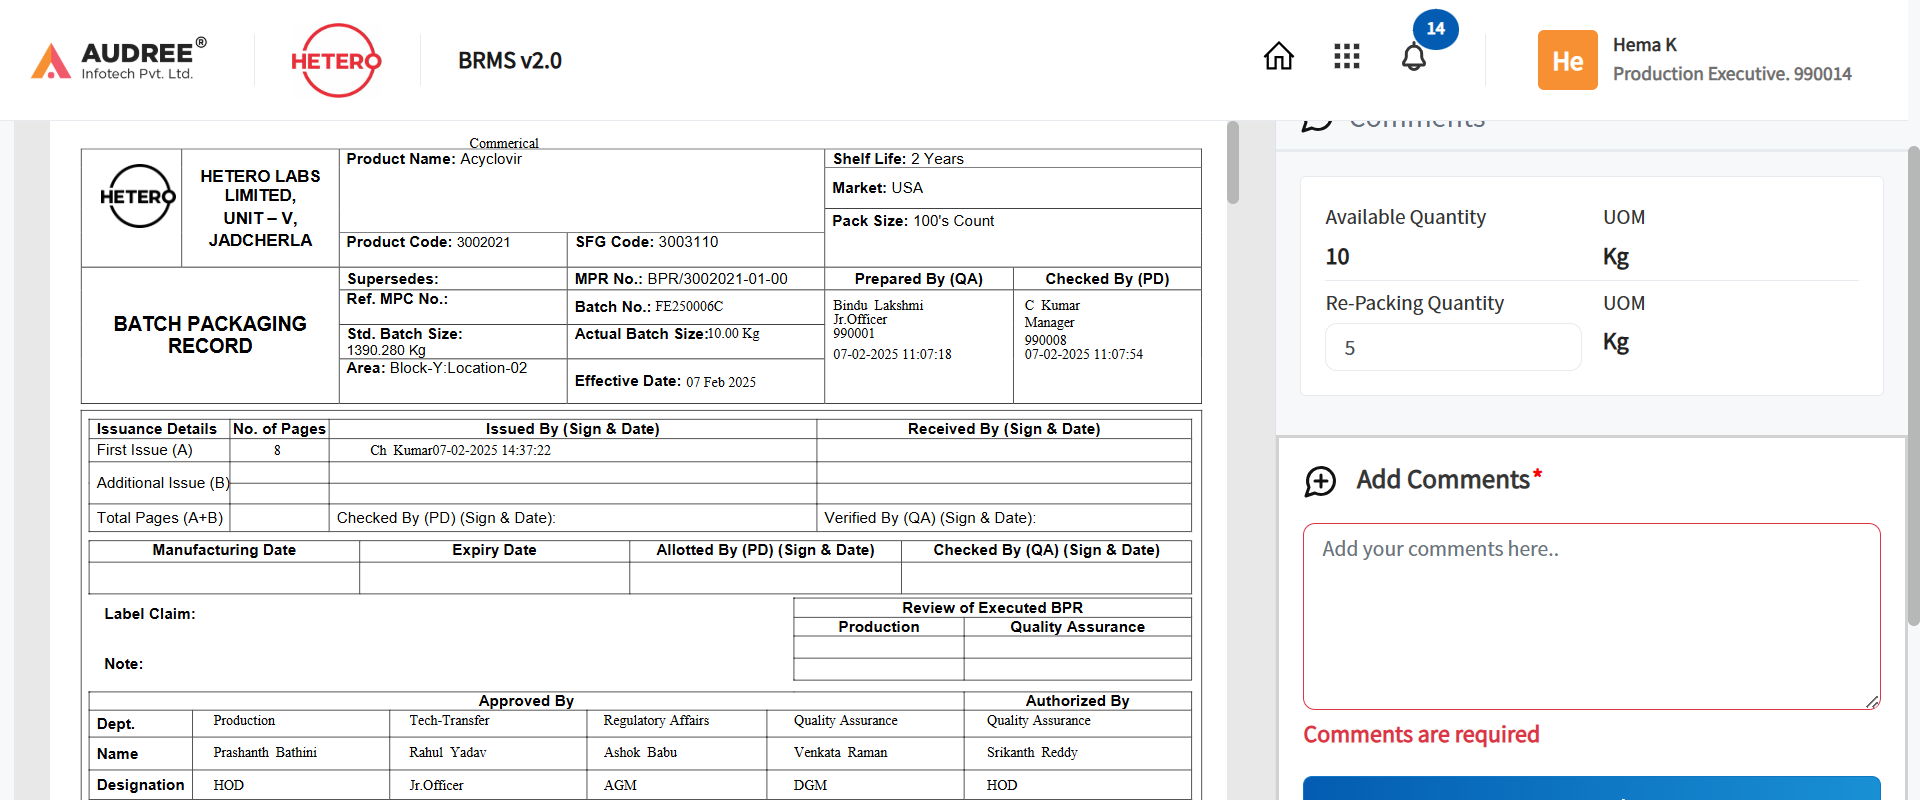 AUDREE®
Infotech Pvt. Ltd.
HETERO
BRMS v2.0
14
He
Hema K
Production Executive. 990014
Commerical
HETERO
HETERO LABS
LIMITED,
UNIT – V,
JADCHERLA
Product Name: Acyclovir
Shelf Life: 2 Years
Market: USA
Pack Size: 100's Count
Product Code: 3002021
SFG Code: 3003110
BATCH PACKAGING
RECORD
Supersedes:
MPR No.: BPR/3002021-01-00
Prepared By (QA)
Checked By (PD)
Ref. MPC No.:
Batch No.: FE250006C
Bindu Lakshmi
Jr.Officer
990001
07-02-2025 11:07:18
C Kumar
Manager
990008
07-02-2025 11:07:54
Std. Batch Size:
1390.280 Kg
Actual Batch Size:10.00 Kg
Area: Block-Y:Location-02
Effective Date: 07 Feb 2025
Issuance Details
No. of Pages
Issued By (Sign & Date)
Received By (Sign & Date)
First Issue (A)
8
Ch Kumar07-02-2025 14:37:22
Additional Issue (B)
Total Pages (A+B)
Checked By (PD) (Sign & Date):
Verified By (QA) (Sign & Date):
Manufacturing Date
Expiry Date
Allotted By (PD) (Sign & Date)
Checked By (QA) (Sign & Date)
Label Claim:
Note:
Review of Executed BPR
Production
Quality Assurance
Approved By
Authorized By
Dept.
Production
Tech-Transfer
Regulatory Affairs
Quality Assurance
Quality Assurance
Name
Prashanth Bathini
Rahul Yadav
Ashok Babu
Venkata Raman
Srikanth Reddy
Designation
HOD
Jr.Officer
AGM
DGM
HOD
Comments
Available Quantity
UOM
10
Kg
Re-Packing Quantity
UOM
5
Kg
Add Comments*
Add your comments here..
Comments are required